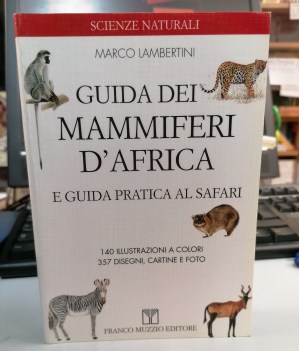 SCIENZE NATURALI
MARCO LAMBERTINI
GUIDA DEI
MAMMIFERI
D'AFRICA
E GUIDA PRATICA AL SAFARI
140 ILLUSTRAZIONI A COLORI
357 DISEGNI, CARTINE E FOTO
FRANCO MUZZIO EDITORE